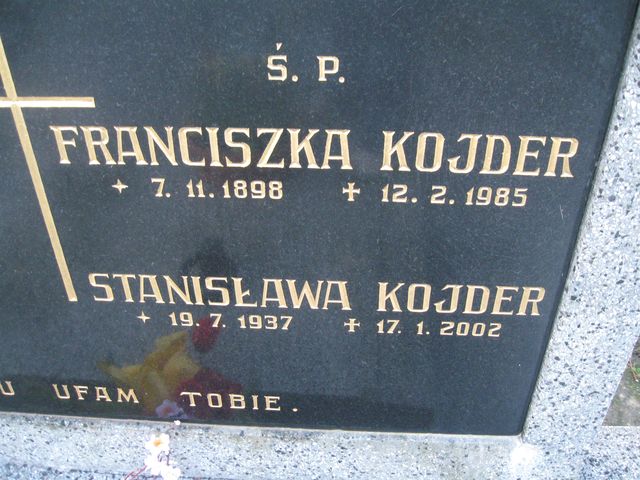 Ś. P.
FRANCISZKA KOJDER
7. 11. 1898 12. 2. 1985
STANISŁAWA KOJDER
19. 7. 1937 17. 1. 2002
U UFAM TOBIE.